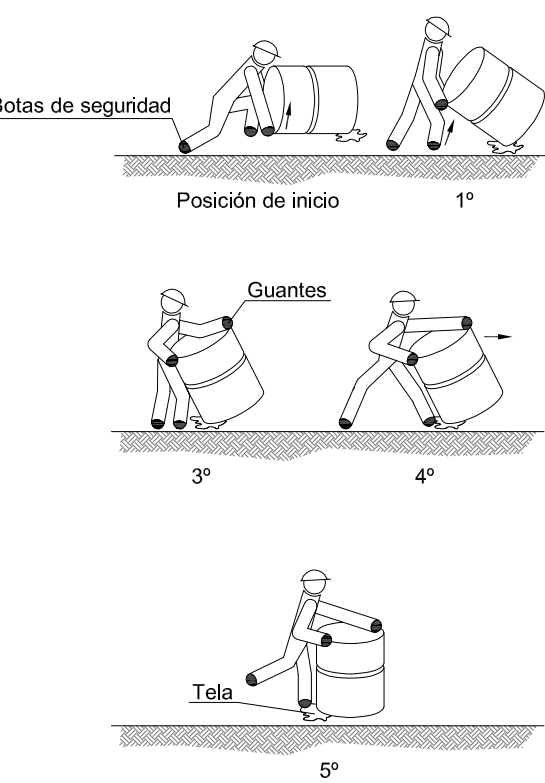 Botas de seguridad
Posición de inicio
1º
Guantes
3º
4º
Tela
5º